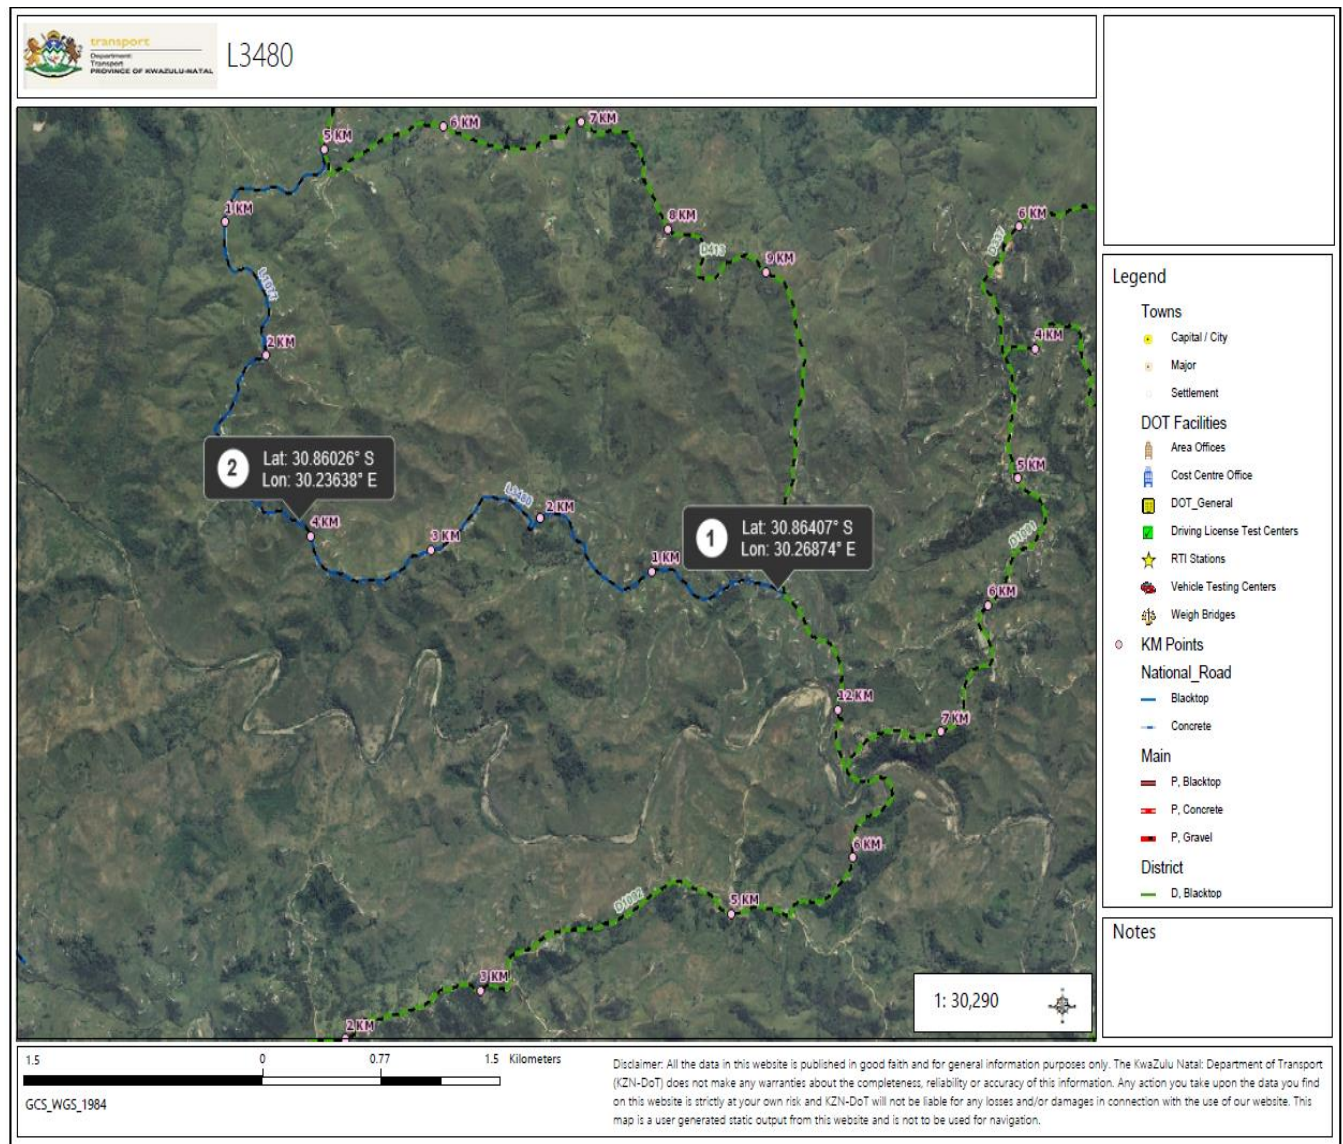 transport
Department:
Transport
PROVINCE OF KWAZULU-NATAL
L3480
5 KM
6 KM
7 KM
1 KM
8 KM
6 KM
D413
D337
9 KM
2 KM
4 KM
2
Lat: 30.86026° S
Lon: 30.23638° E
5 KM
L3480
2 KM
4 KM
3 KM
1
Lat: 30.86407° S
Lon: 30.26874° E
1 KM
6 KM
12 KM
7 KM
6 KM
D1092
5 KM
3 KM
2 KM
1: 30,290
Legend
Towns
Capital / City
Major
Settlement
DOT Facilities
Area Offices
Cost Centre Office
DOT_General
Driving License Test Centers
RTI Stations
Vehicle Testing Centers
Weigh Bridges
KM Points
National_Road
Blacktop
Concrete
Main
P, Blacktop
P, Concrete
P, Gravel
District
D, Blacktop
Notes
1.5 0 0.77 1.5 Kilometers
GCS_WGS_1984
Disclaimer: All the data in this website is published in good faith and for general information purposes only. The KwaZulu Natal: Department of Transport
(KZN-DoT) does not make any warranties about the completeness, reliability or accuracy of this information. Any action you take upon the data you find
on this website is strictly at your own risk and KZN-DoT will not be liable for any losses and/or damages in connection with the use of our website. This
map is a user generated static output from this website and is not to be used for navigation.